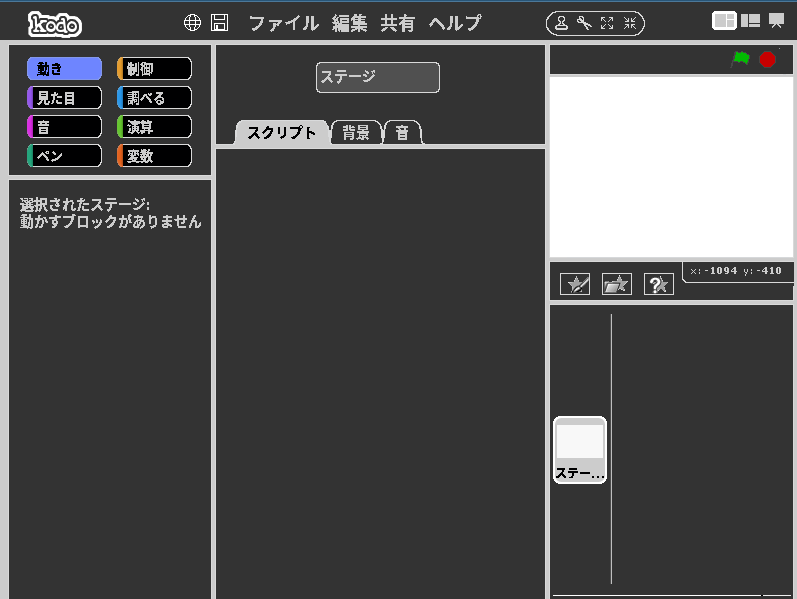 kodo
ファイル 編集 共有 ヘルプ
動き 制御
見た目 調べる
音 演算
ペン 変数
選択されたステージ:
動かすブロックがありません
ステージ
スクリプト 背景 音
x: -1094 y: -410
ステー...